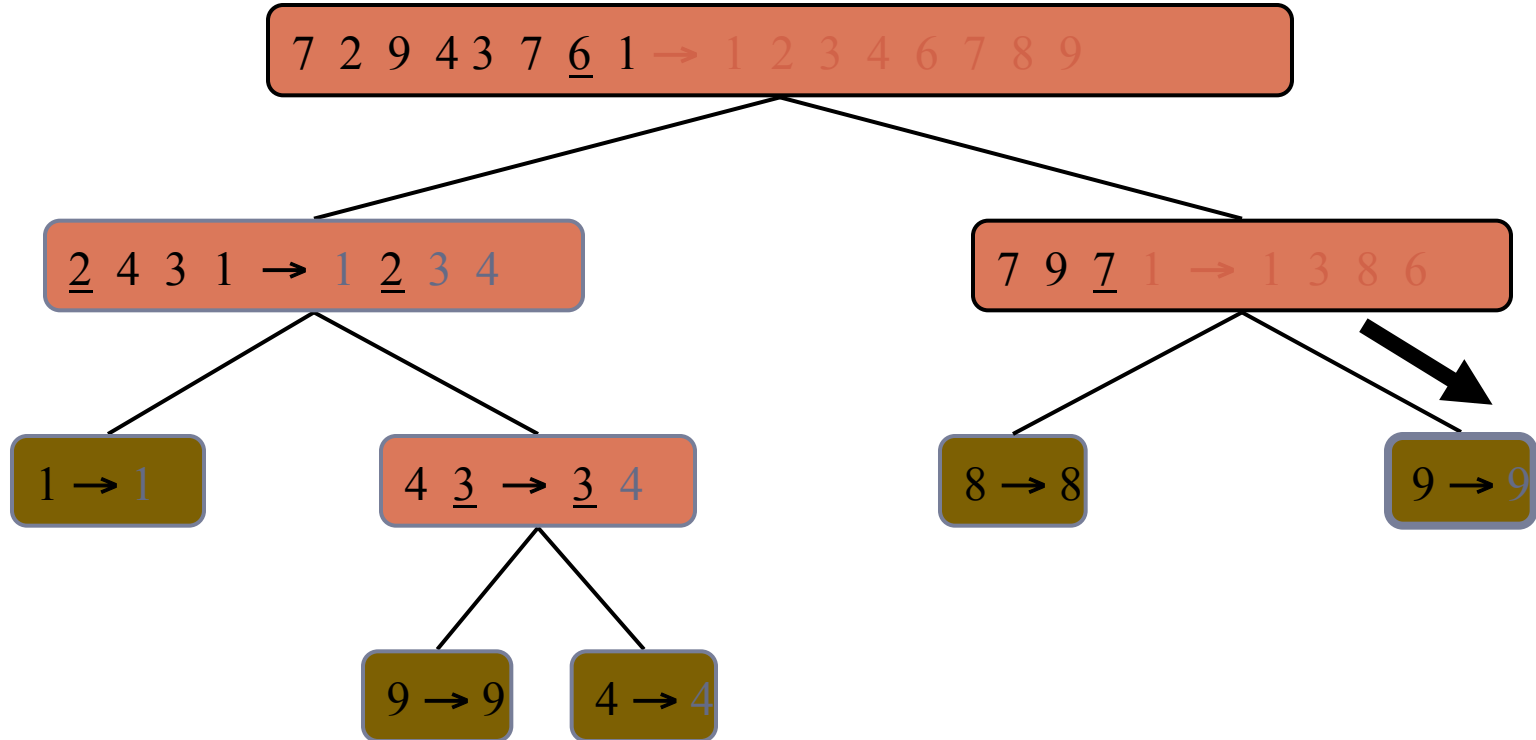 7 2 9 4 3 7 6 1 → 1 2 3 4 6 7 8 9
2 4 3 1 → 1 2 3 4
7 9 7 1 → 1 3 8 6
1 → 1
4 3 → 3 4
8 → 8
9 → 9
9 → 9
4 → 4